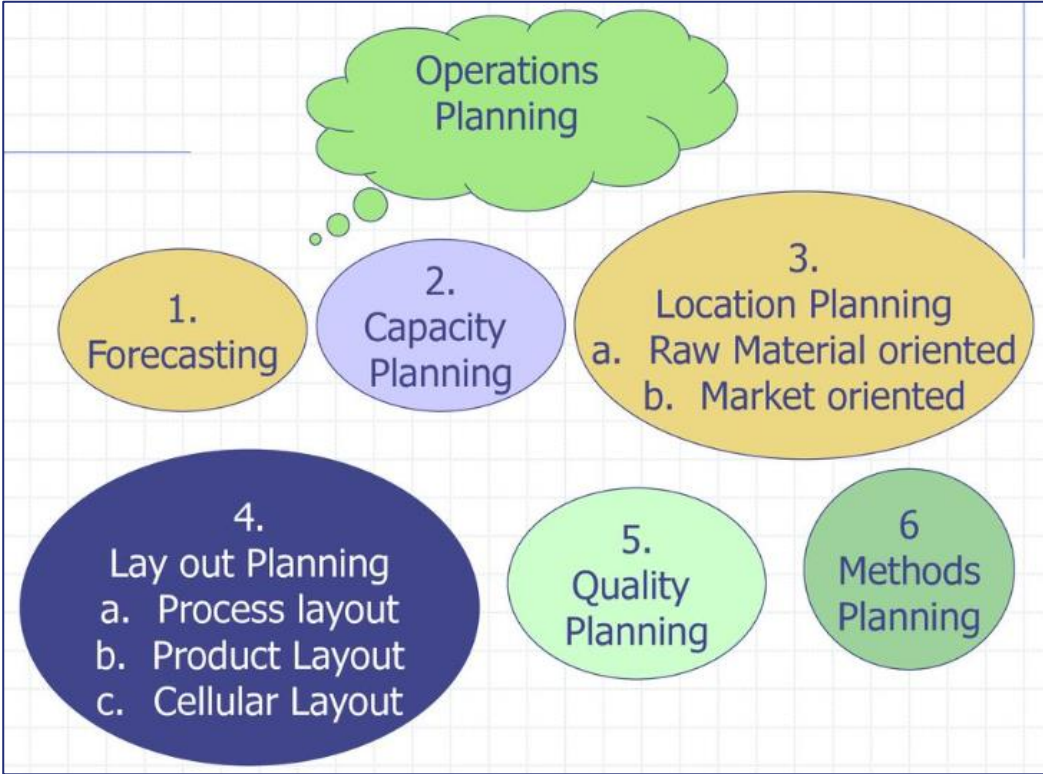 Operations
Planning
1.
Forecasting
2.
Capacity
Planning
3.
Location Planning
a. Raw Material oriented
b. Market oriented
4.
Lay out Planning
a. Process layout
b. Product Layout
c. Cellular Layout
5.
Quality
Planning
6
Methods
Planning